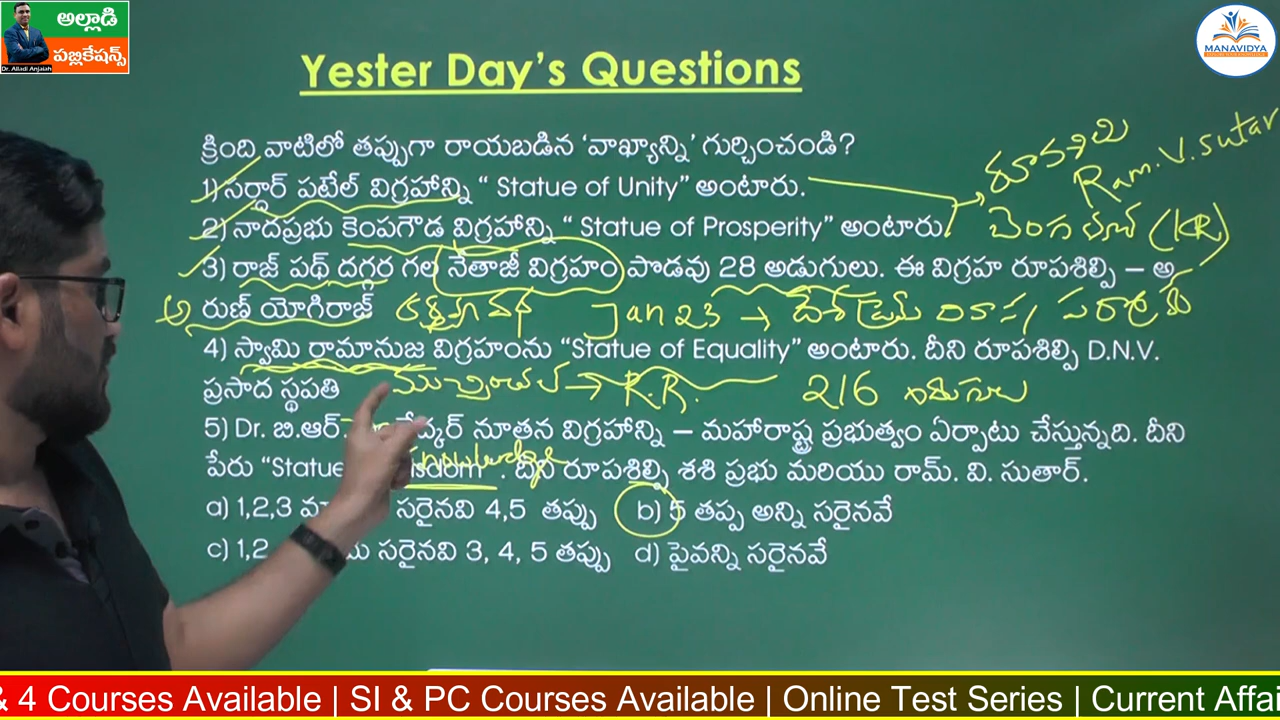 అల్లాడి
పబ్లికేషన్స్
Dr. Alladi Anjaiah
MANAVIDYA
Yester Day's Questions
క్రింది వాటిలో తప్పుగా రాయబడిన 'వాఖ్యాన్ని' గుర్చించండి?
1) సర్దార్ పటేల్ విగ్రహాన్ని " Statue of Unity" అంటారు.
2) నాదప్రభు కెంపగౌడ విగ్రహాన్ని " Statue of Prosperity" అంటారు.
3) రాజ్ పథ్ దగ్గర గల నేతాజీ విగ్రహం పొడవు 28 అడుగులు. ఈ విగ్రహ రూపశిల్పి – అ
రుణ్ యోగిరాజ్
4) స్వామి రామానుజ విగ్రహంను "Statue of Equality" అంటారు. దీని రూపశిల్పి D.N.V.
ప్రసాద స్థపతి
5) Dr. బి.ఆర్. నూతన విగ్రహాన్ని – మహారాష్ట్ర ప్రభుత్వం ఏర్పాటు చేస్తున్నది. దీని
పేరు "Statue . దీని రూపశిల్పి శశి ప్రభు మరియు రామ్. వి. సుతార్.
a) 1,2,3 సరైనవి 4,5 తప్పు b) 5 తప్ప అన్ని సరైనవే
c) 1,2 సరైనవి 3, 4, 5 తప్పు d) పైవన్ని సరైనవే
రూపశిల్పి
Ram. V. Sutar
బెంగళూర్ (KR)
Jan 23 →
K.R. 216 అడుగులు
knowledge
& 4 Courses Available | SI & PC Courses Available | Online Test Series | Current Affai